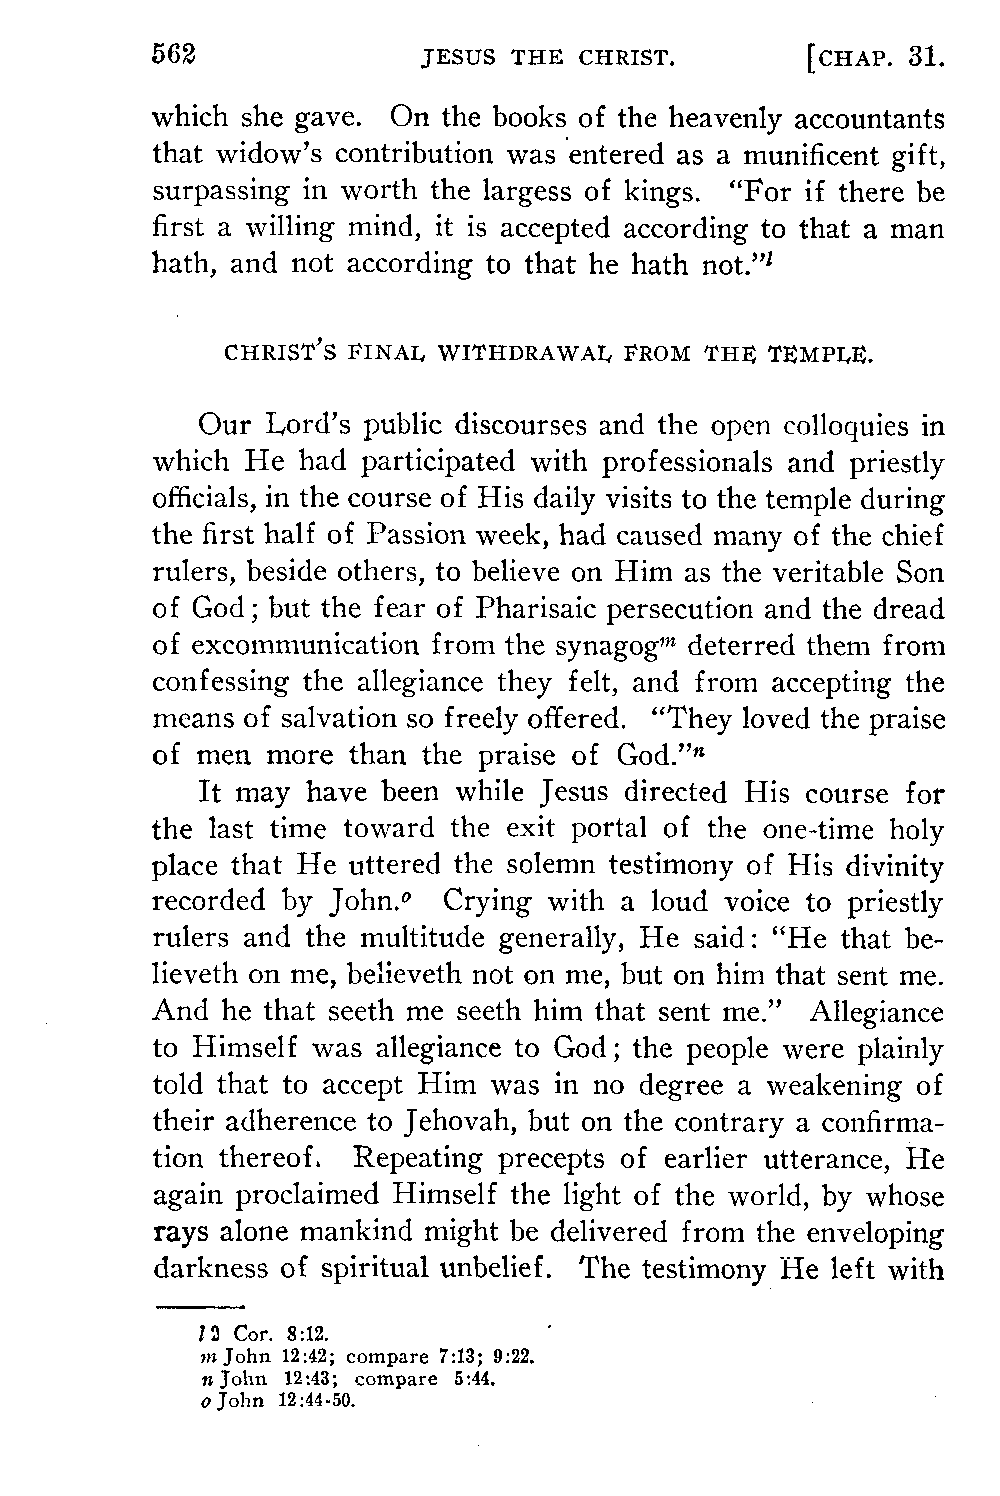 562 JESUS THE CHRIST. [CHAP. 31.
which she gave. On the books of the heavenly accountants
that widow's contribution was entered as a munificent gift,
surpassing in worth the largess of kings. “For if there be
first a willing mind, it is accepted according to that a man
hath, and not according to that he hath not.”l
CHRIST'S FINAL WITHDRAWAL FROM THE TEMPLE.
Our Lord's public discourses and the open colloquies in
which He had participated with professionals and priestly
officials, in the course of His daily visits to the temple during
the first half of Passion week, had caused many of the chief
rulers, beside others, to believe on Him as the veritable Son
of God; but the fear of Pharisaic persecution and the dread
of excommunication from the synagogm deterred them from
confessing the allegiance they felt, and from accepting the
means of salvation so freely offered. “They loved the praise
of men more than the praise of God.”n
It may have been while Jesus directed His course for
the last time toward the exit portal of the one-time holy
place that He uttered the solemn testimony of His divinity
recorded by John.o Crying with a loud voice to priestly
rulers and the multitude generally, He said: “He that be-
lieveth on me, believeth not on me, but on him that sent me.
And he that seeth me seeth him that sent me.” Allegiance
to Himself was allegiance to God; the people were plainly
told that to accept Him was in no degree a weakening of
their adherence to Jehovah, but on the contrary a confirma-
tion thereof. Repeating precepts of earlier utterance, He
again proclaimed Himself the light of the world, by whose
rays alone mankind might be delivered from the enveloping
darkness of spiritual unbelief. The testimony He left with
l 2 Cor. 8:12.
m John 12:42; compare 7:13; 9:22.
n John 12:43; compare 5:44.
o John 12:44-50.